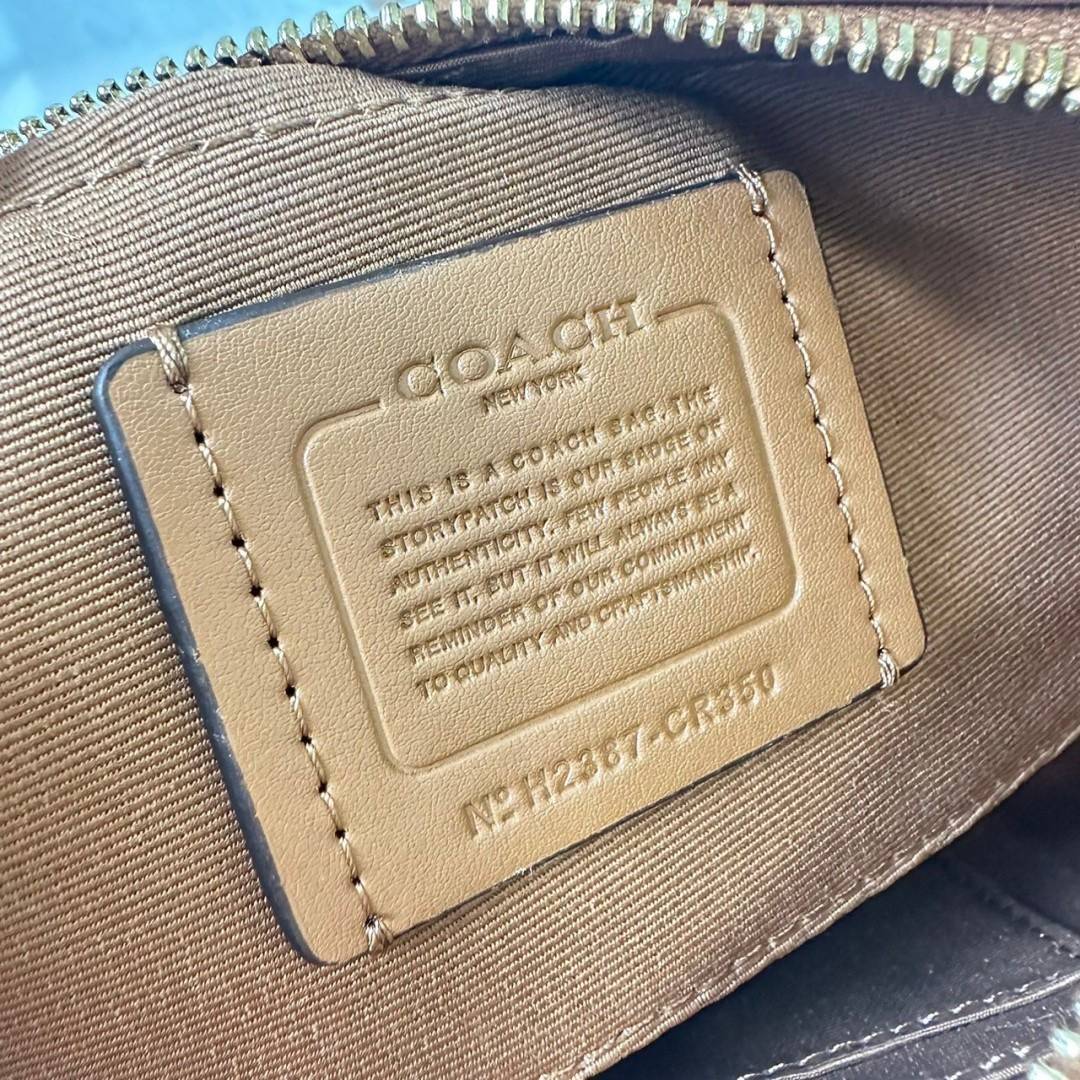 COACH
NEW YORK
THIS IS A COACH BAG. THE
STORYPATCH IS OUR BADGE OF
AUTHENTICITY. FEW PEOPLE MAY
SEE IT, BUT IT WILL ALWAYS BE A
REMINDER OF OUR COMMITMENT
TO QUALITY AND CRAFTSMANSHIP.
Nº H2387-CR350